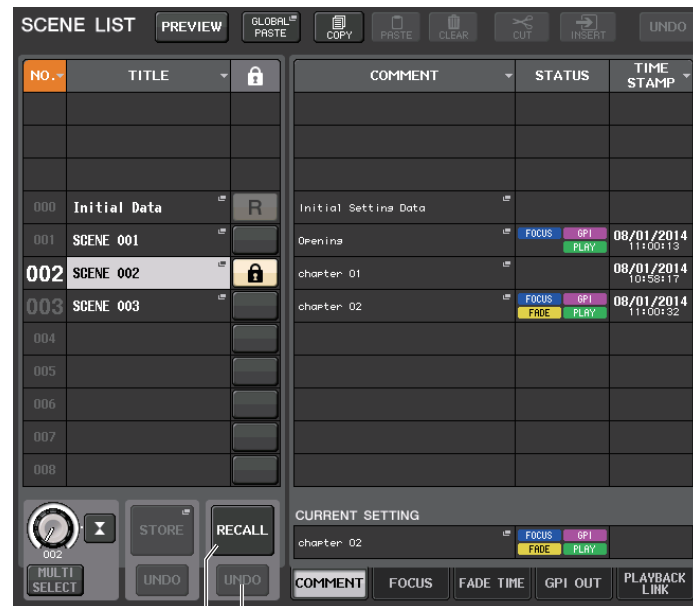 SCENE LIST PREVIEW GLOBAL PASTE COPY PASTE CLEAR CUT INSERT UNDO
NO. TITLE COMMENT STATUS TIME STAMP
000 Initial Data R Initial Setting Data
001 SCENE 001 Opening FOCUS GPI PLAY 08/01/2014 11:00:13
002 SCENE 002 chapter 01 08/01/2014 10:58:17
003 SCENE 003 chapter 02 FOCUS GPI FADE PLAY 08/01/2014 11:00:32
004
005
006
007
008
CURRENT SETTING
STORE RECALL chapter 02 FOCUS GPI FADE PLAY
002
MULTI SELECT UNDO UNDO COMMENT FOCUS FADE TIME GPI OUT PLAYBACK LINK